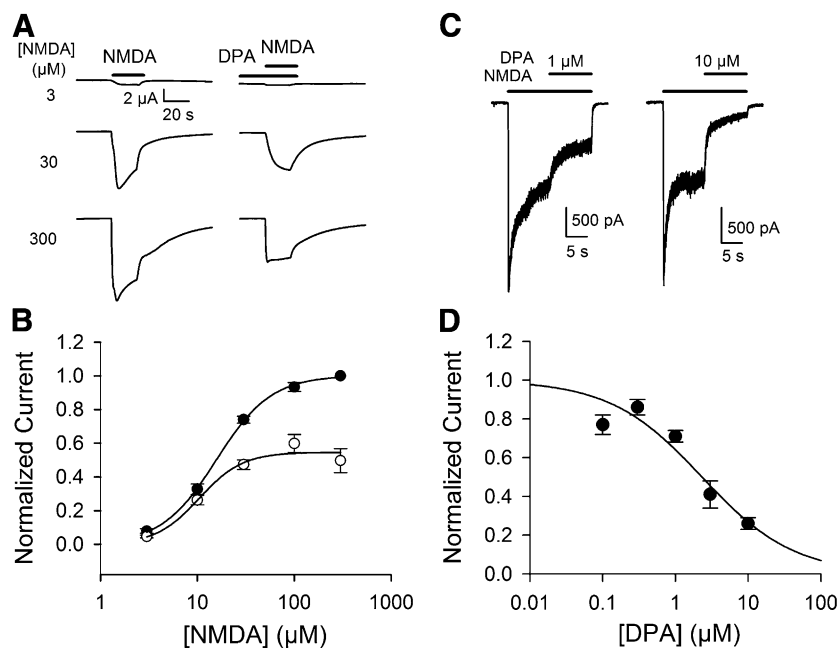 A
[NMDA]
(µM)
NMDA
DPA
NMDA
3
2 µA
20 s
30
300
C
DPA
NMDA
1 µM
10 µM
500 pA
5 s
500 pA
5 s
B
Normalized Current
1.2
1.0
0.8
0.6
0.4
0.2
0.0
1
10
100
1000
[NMDA] (µM)
D
Normalized Current
1.2
1.0
0.8
0.6
0.4
0.2
0.0
0.01
0.1
1
10
100
[DPA] (µM)